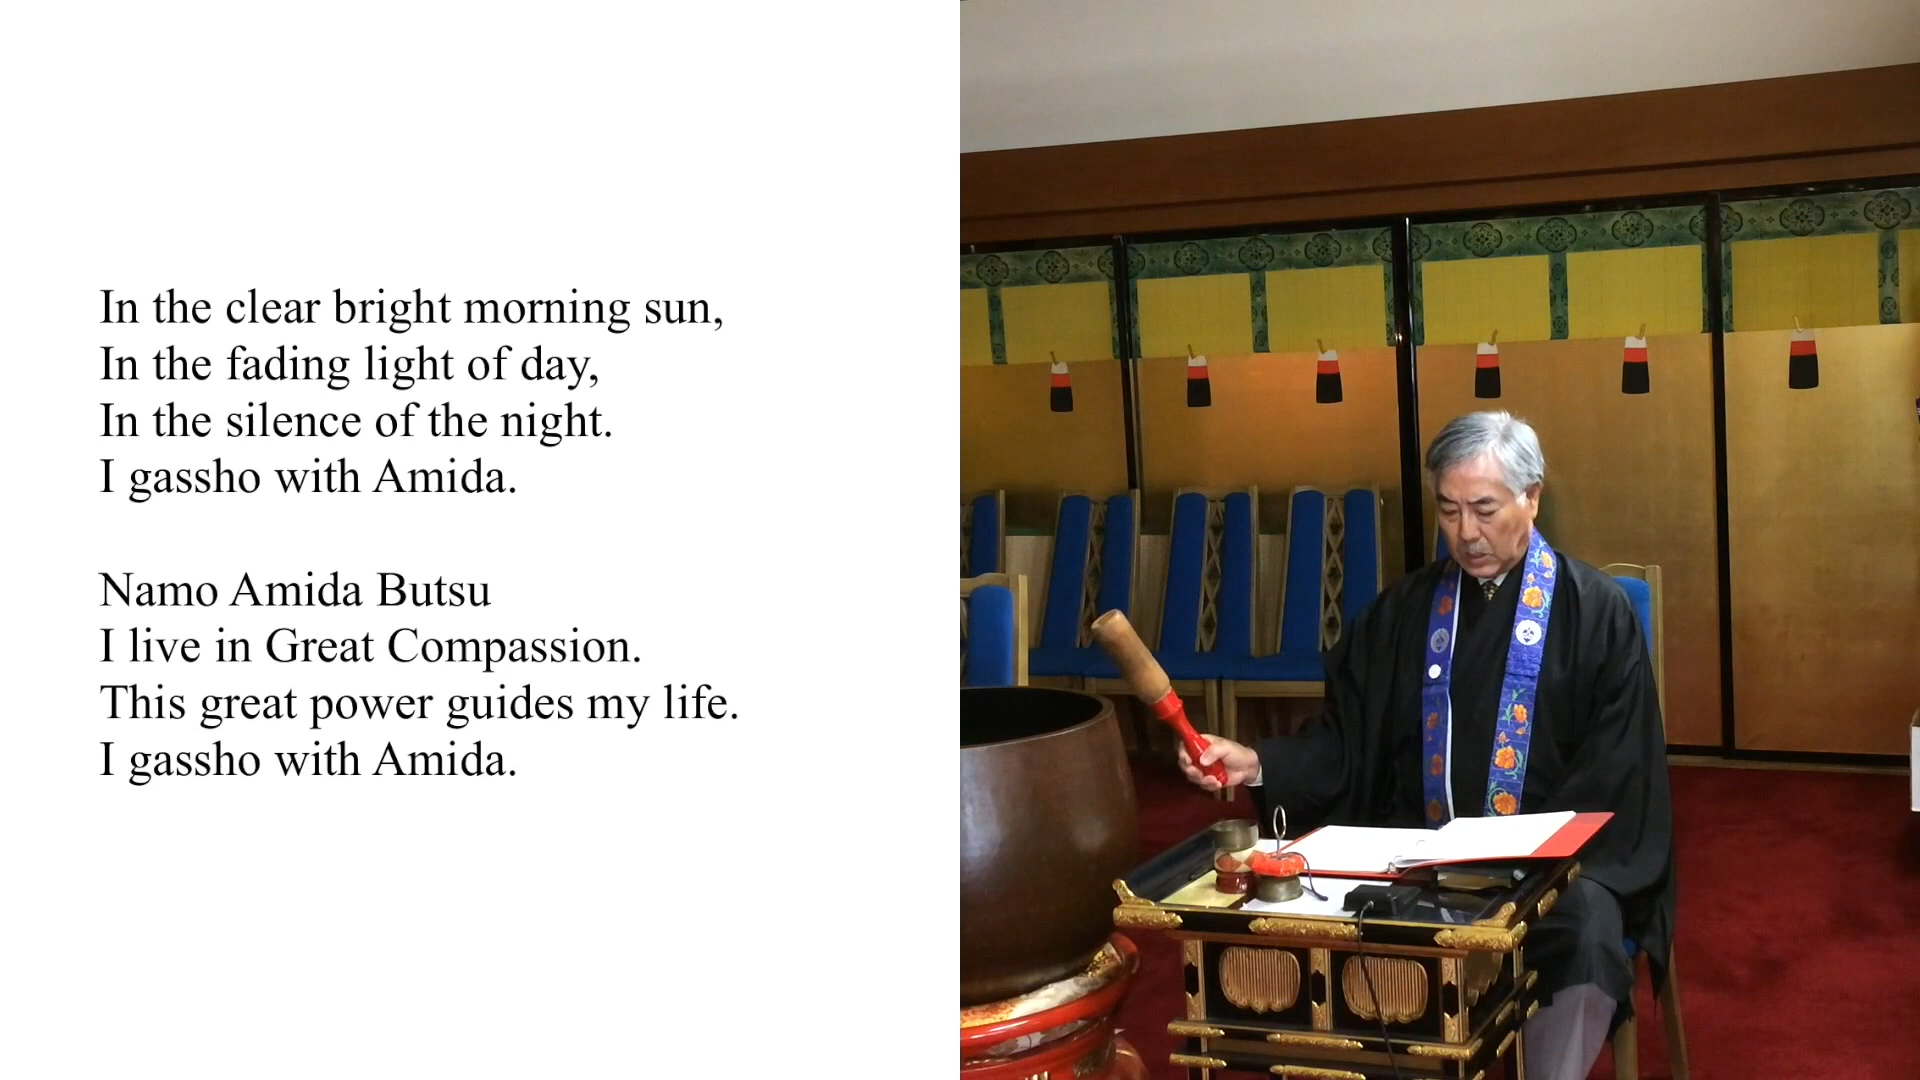 In the clear bright morning sun,
In the fading light of day,
In the silence of the night.
I gassho with Amida.
Namo Amida Butsu
I live in Great Compassion.
This great power guides my life.
I gassho with Amida.